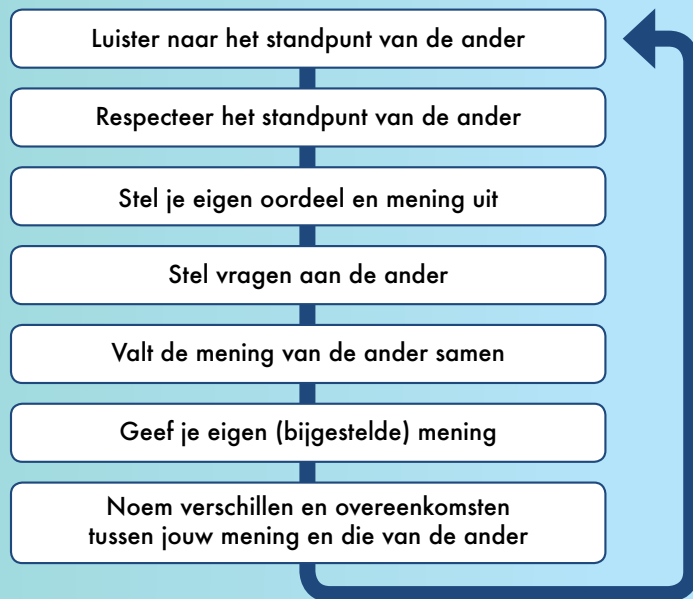 Luister naar het standpunt van de ander
Respecteer het standpunt van de ander
Stel je eigen oordeel en mening uit
Stel vragen aan de ander
Valt de mening van de ander samen
Geef je eigen (bijgestelde) mening
Noem verschillen en overeenkomsten
tussen jouw mening en die van de ander